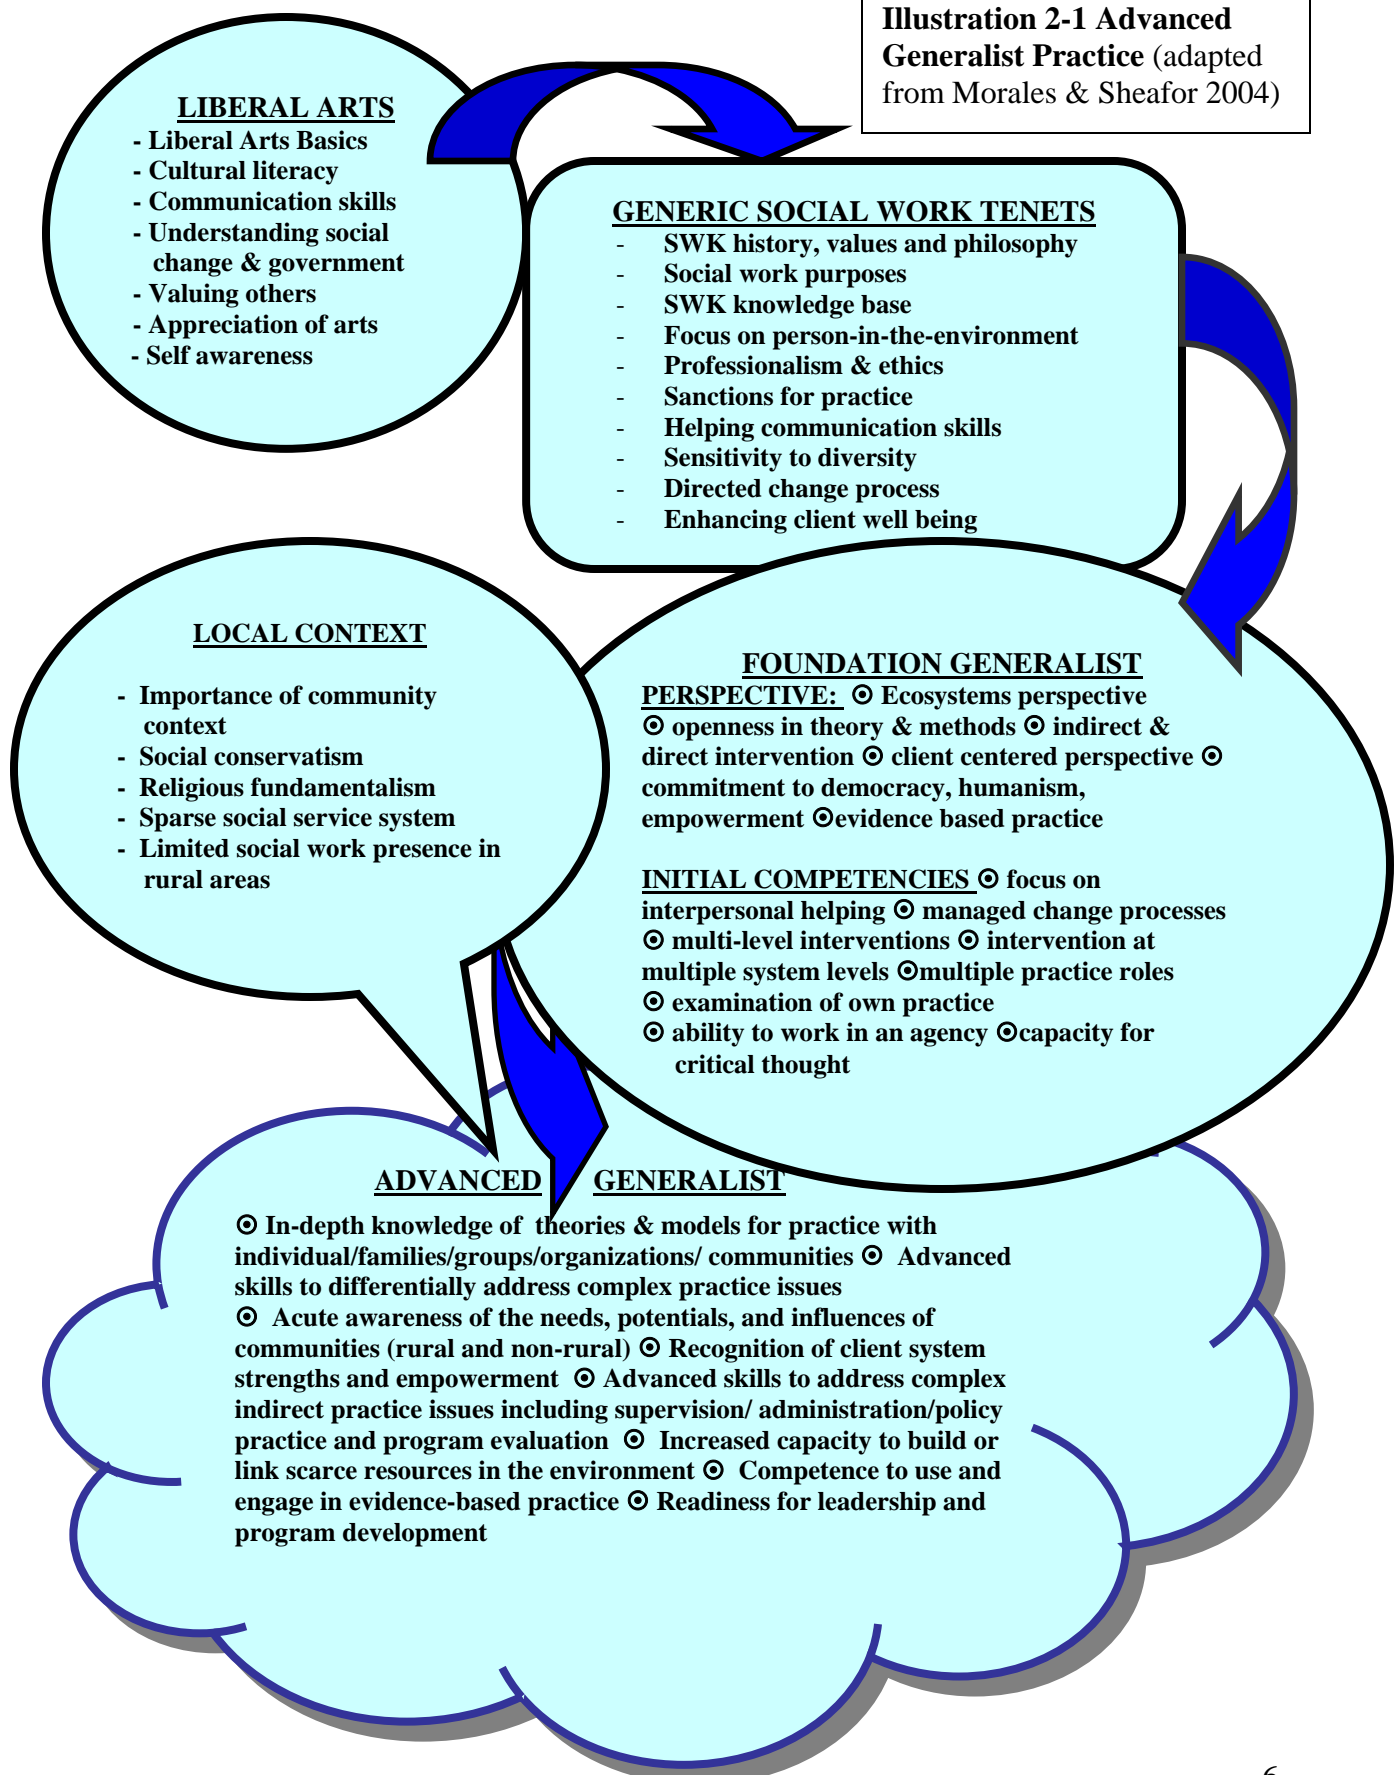 Illustration 2-1 Advanced
Generalist Practice (adapted
from Morales & Sheafor 2004)
LIBERAL ARTS
- Liberal Arts Basics
- Cultural literacy
- Communication skills
- Understanding social
change & government
- Valuing others
- Appreciation of arts
- Self awareness
GENERIC SOCIAL WORK TENETS
- SWK history, values and philosophy
- Social work purposes
- SWK knowledge base
- Focus on person-in-the-environment
- Professionalism & ethics
- Sanctions for practice
- Helping communication skills
- Sensitivity to diversity
- Directed change process
- Enhancing client well being
LOCAL CONTEXT
- Importance of community
context
- Social conservatism
- Religious fundamentalism
- Sparse social service system
- Limited social work presence in
rural areas
FOUNDATION GENERALIST
PERSPECTIVE: ⦿ Ecosystems perspective
⦿ openness in theory & methods ⦿ indirect &
direct intervention ⦿ client centered perspective ⦿
commitment to democracy, humanism,
empowerment ⦿evidence based practice
INITIAL COMPETENCIES ⦿ focus on
interpersonal helping ⦿ managed change processes
⦿ multi-level interventions ⦿ intervention at
multiple system levels ⦿multiple practice roles
⦿ examination of own practice
⦿ ability to work in an agency ⦿capacity for
critical thought
ADVANCED GENERALIST
⦿ In-depth knowledge of theories & models for practice with
individual/families/groups/organizations/ communities ⦿ Advanced
skills to differentially address complex practice issues
⦿ Acute awareness of the needs, potentials, and influences of
communities (rural and non-rural) ⦿ Recognition of client system
strengths and empowerment ⦿ Advanced skills to address complex
indirect practice issues including supervision/ administration/policy
practice and program evaluation ⦿ Increased capacity to build or
link scarce resources in the environment ⦿ Competence to use and
engage in evidence-based practice ⦿ Readiness for leadership and
program development
6